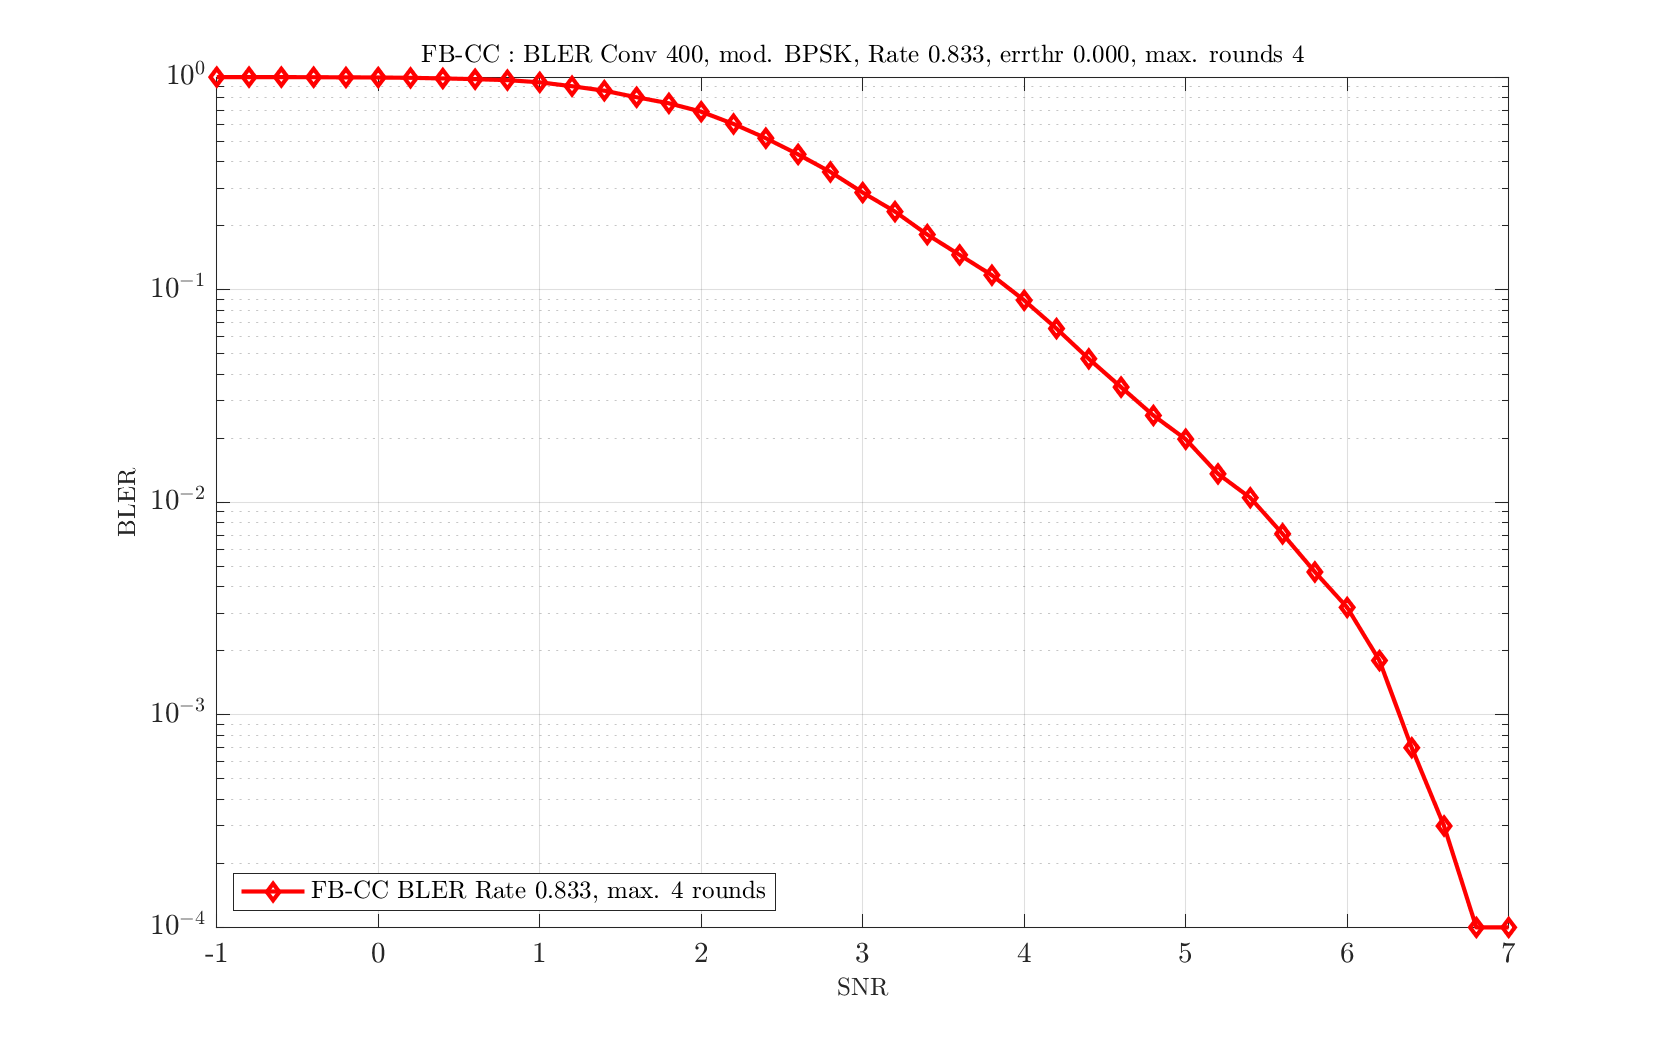 FB-CC : BLER Conv 400, mod. BPSK, Rate 0.833, errthr 0.000, max. rounds 4
10^0
10^{-1}
10^{-2}
10^{-3}
10^{-4}
BLER
FB-CC BLER Rate 0.833, max. 4 rounds
-1 0 1 2 3 4 5 6 7
SNR